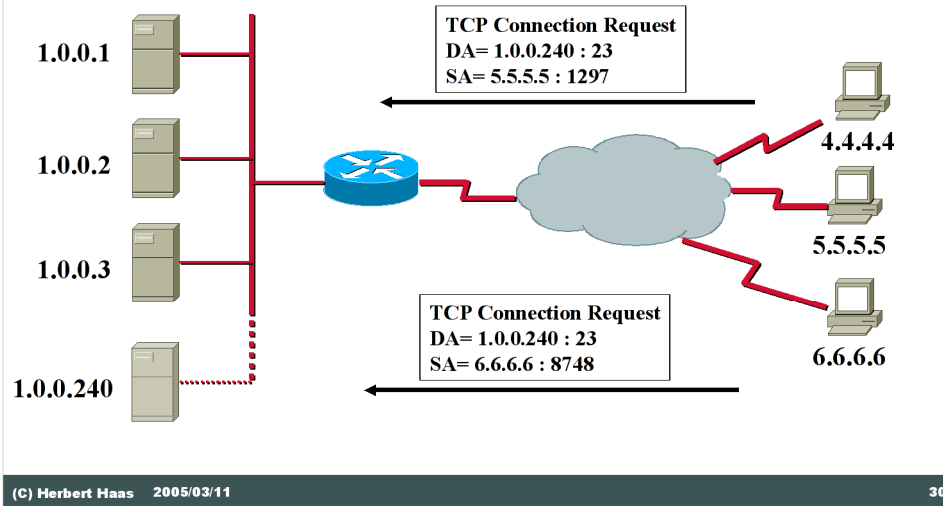 TCP Connection Request
DA= 1.0.0.240 : 23
SA= 5.5.5.5 : 1297
1.0.0.1
4.4.4.4
1.0.0.2
5.5.5.5
1.0.0.3
TCP Connection Request
DA= 1.0.0.240 : 23
SA= 6.6.6.6 : 8748
6.6.6.6
1.0.0.240
(C) Herbert Haas 2005/03/11
30